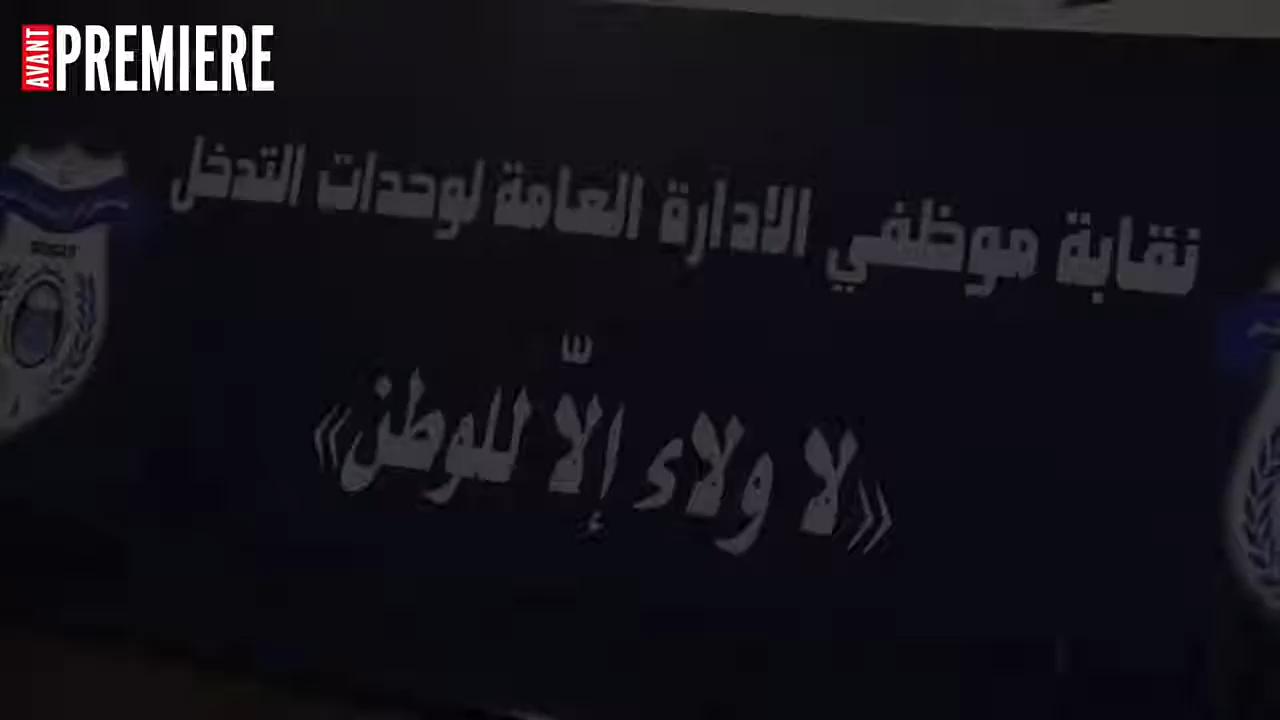 AVANT PREMIERE
نقابة موظفي الادارة العامة لوحدات التدخل
«لا ولاء إلاّ للوطن»